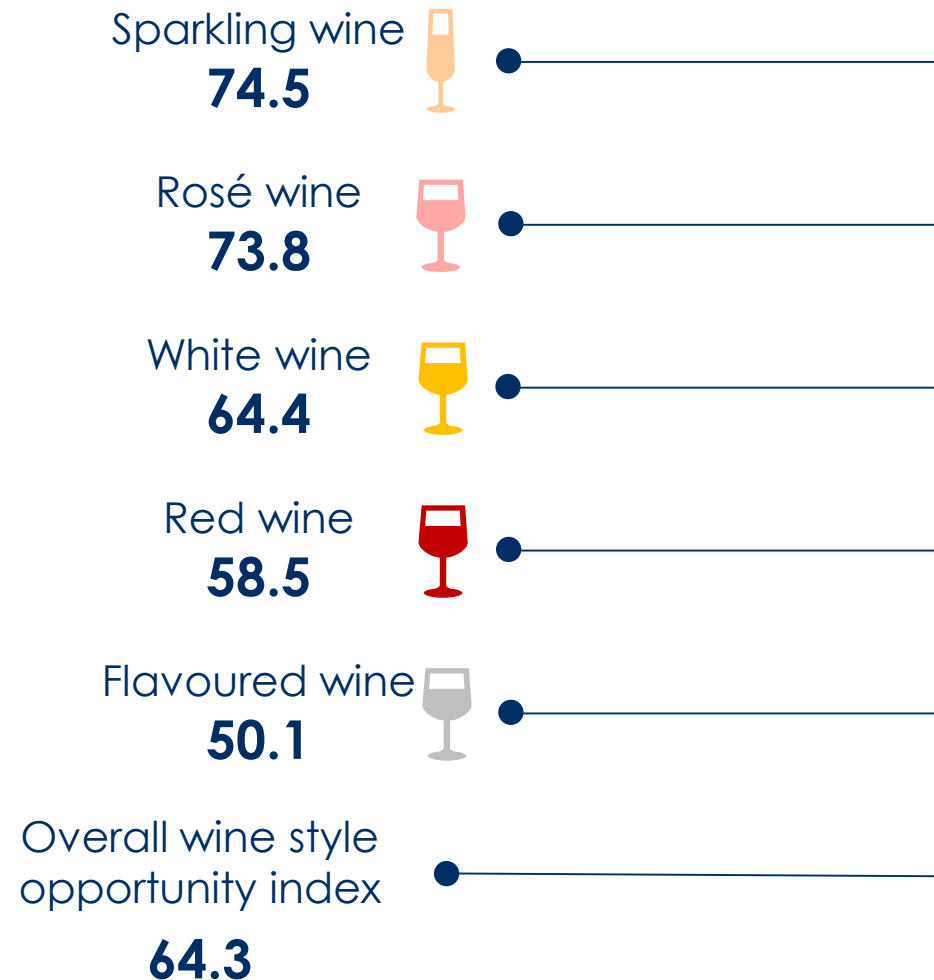 Sparkling wine
74.5
Rosé wine
73.8
White wine
64.4
Red wine
58.5
Flavoured wine
50.1
Overall wine style
opportunity index
64.3